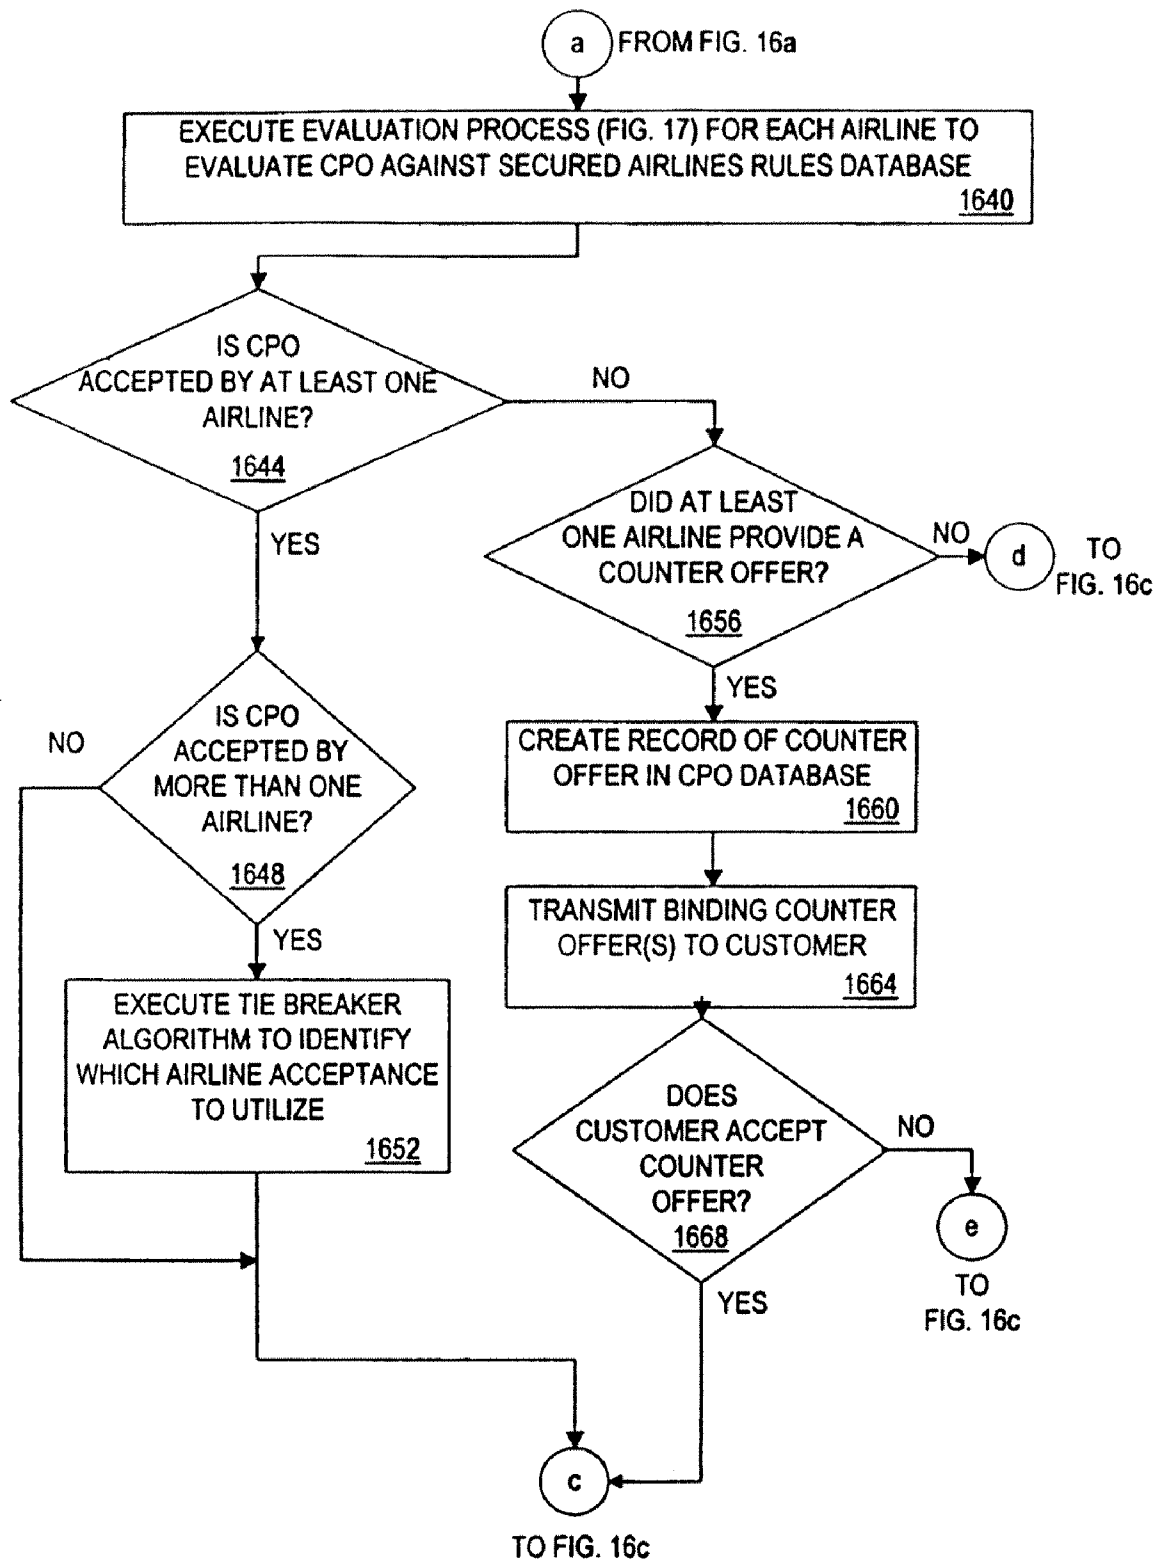 a FROM FIG. 16a
EXECUTE EVALUATION PROCESS (FIG. 17) FOR EACH AIRLINE TO
EVALUATE CPO AGAINST SECURED AIRLINES RULES DATABASE
1640
IS CPO
ACCEPTED BY AT LEAST ONE
AIRLINE?
1644
NO
YES
DID AT LEAST
ONE AIRLINE PROVIDE A
COUNTER OFFER?
1656
NO
d
TO
FIG. 16c
YES
IS CPO
ACCEPTED BY
MORE THAN ONE
AIRLINE?
1648
NO
YES
CREATE RECORD OF COUNTER
OFFER IN CPO DATABASE
1660
TRANSMIT BINDING COUNTER
OFFER(S) TO CUSTOMER
1664
EXECUTE TIE BREAKER
ALGORITHM TO IDENTIFY
WHICH AIRLINE ACCEPTANCE
TO UTILIZE
1652
DOES
CUSTOMER ACCEPT
COUNTER
OFFER?
1668
NO
e
TO
FIG. 16c
YES
c
TO FIG. 16c